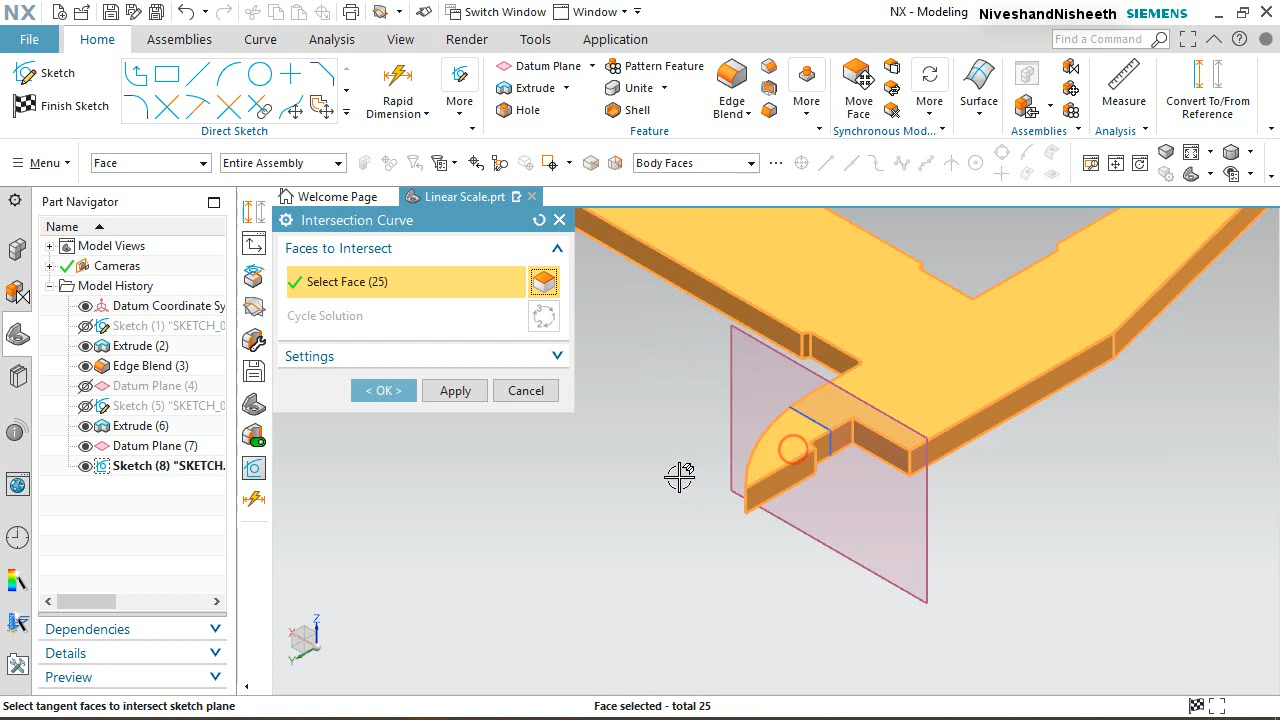 NX
Switch Window
Window
NX - Modeling
NiveshandNisheeth
SIEMENS
File
Home
Assemblies
Curve
Analysis
View
Render
Tools
Application
Find a Command
Sketch
Finish Sketch
Direct Sketch
Rapid Dimension
More
Datum Plane
Extrude
Hole
Pattern Feature
Unite
Shell
Edge Blend
More
Feature
Move Face
More
Synchronous Mod...
Surface
Assemblies
Measure
Analysis
Convert To/From Reference
Menu
Face
Entire Assembly
Body Faces
Part Navigator
Welcome Page
Linear Scale.prt
Name
Model Views
Cameras
Model History
Datum Coordinate Sy
Sketch (1) "SKETCH_0
Extrude (2)
Edge Blend (3)
Datum Plane (4)
Sketch (5) "SKETCH_0
Extrude (6)
Datum Plane (7)
Sketch (8) "SKETCH.
Dependencies
Details
Preview
Intersection Curve
Faces to Intersect
Select Face (25)
Cycle Solution
Settings
< OK >
Apply
Cancel
Z
X
Y
Select tangent faces to intersect sketch plane
Face selected - total 25